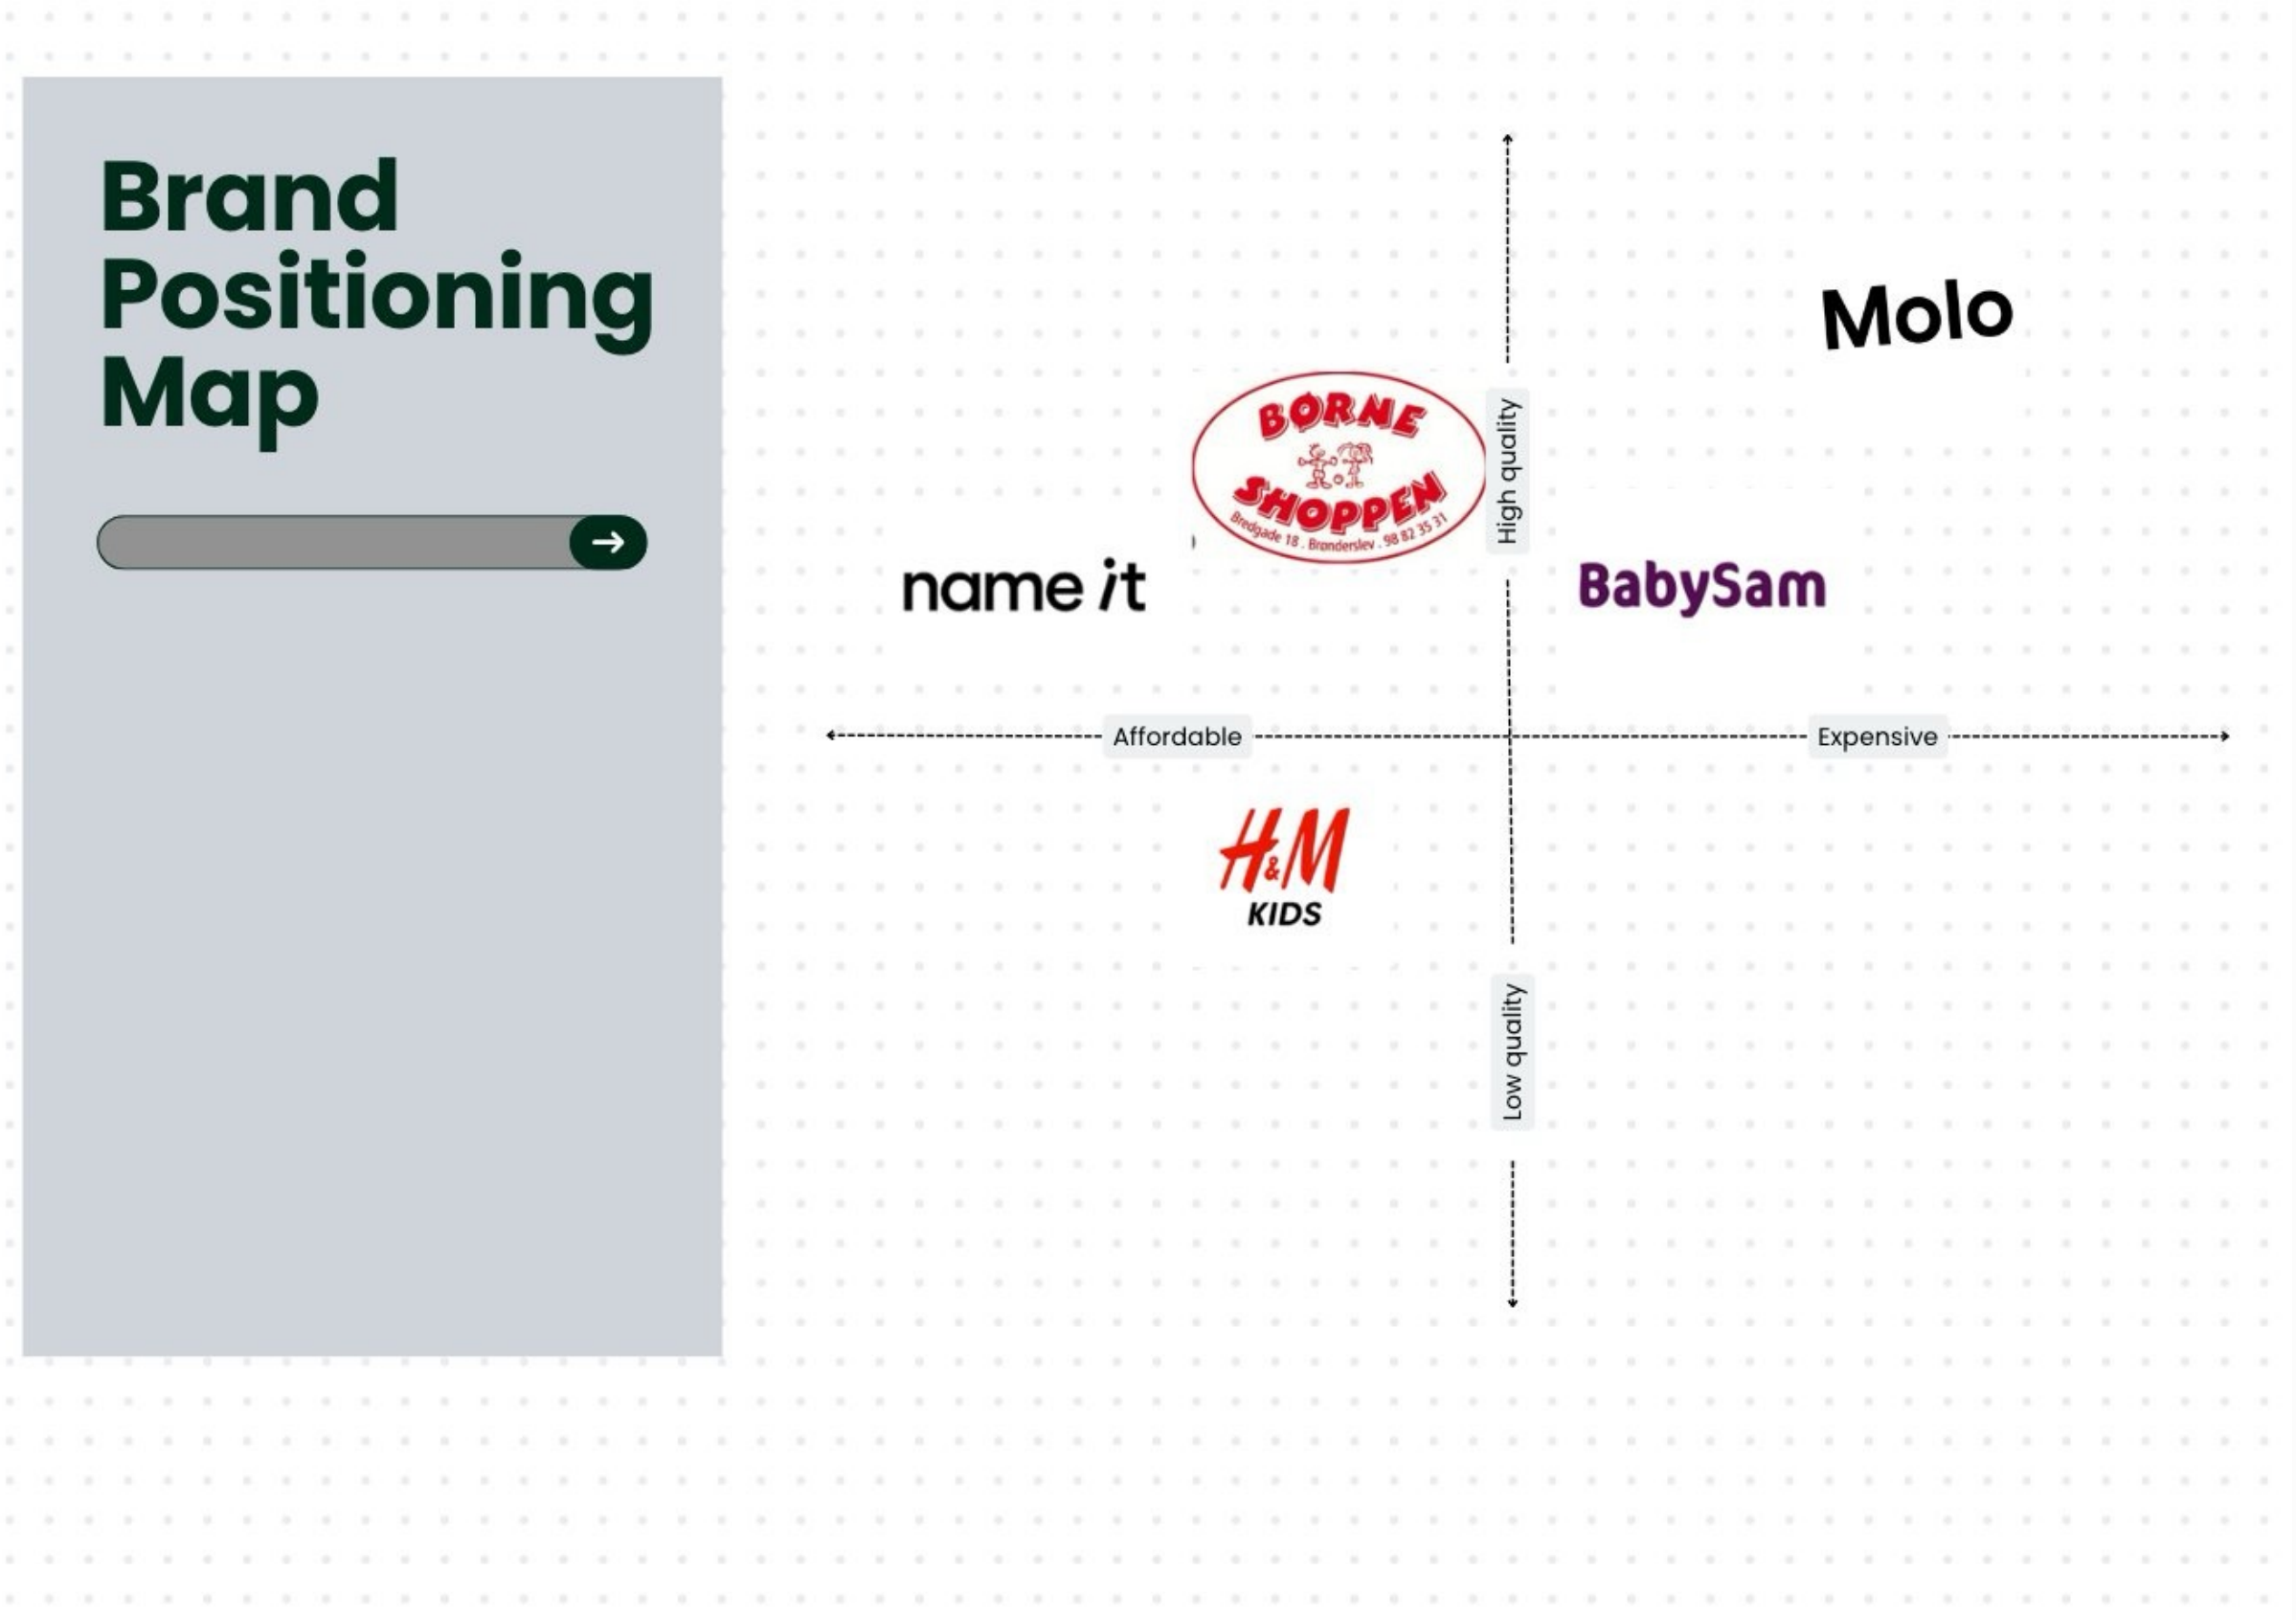 Brand
Positioning
Map
Molo
BØRNE
SHOPPEN
Bredgade 18 . Brønderslev . 98 82 35 31
High quality
name it
BabySam
Affordable
Expensive
H&M
KIDS
Low quality